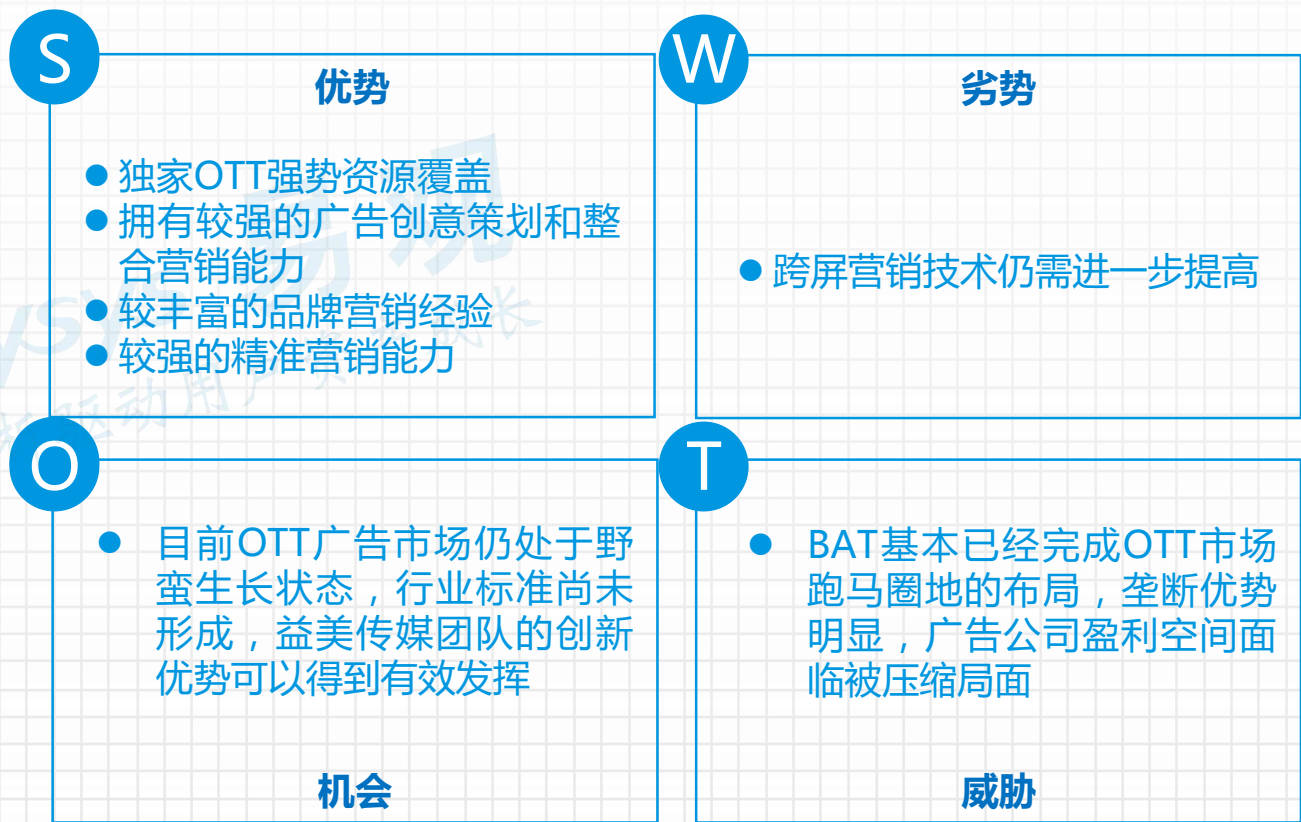 S
优势
● 独家OTT强势资源覆盖
● 拥有较强的广告创意策划和整
合营销能力
● 较丰富的品牌营销经验
● 较强的精准营销能力
W
劣势
● 跨屏营销技术仍需进一步提高
O
● 目前OTT广告市场仍处于野
蛮生长状态，行业标准尚未
形成，益美传媒团队的创新
优势可以得到有效发挥
机会
T
● BAT基本已经完成OTT市场
跑马圈地的布局，垄断优势
明显，广告公司盈利空间面
临被压缩局面
威胁
易观